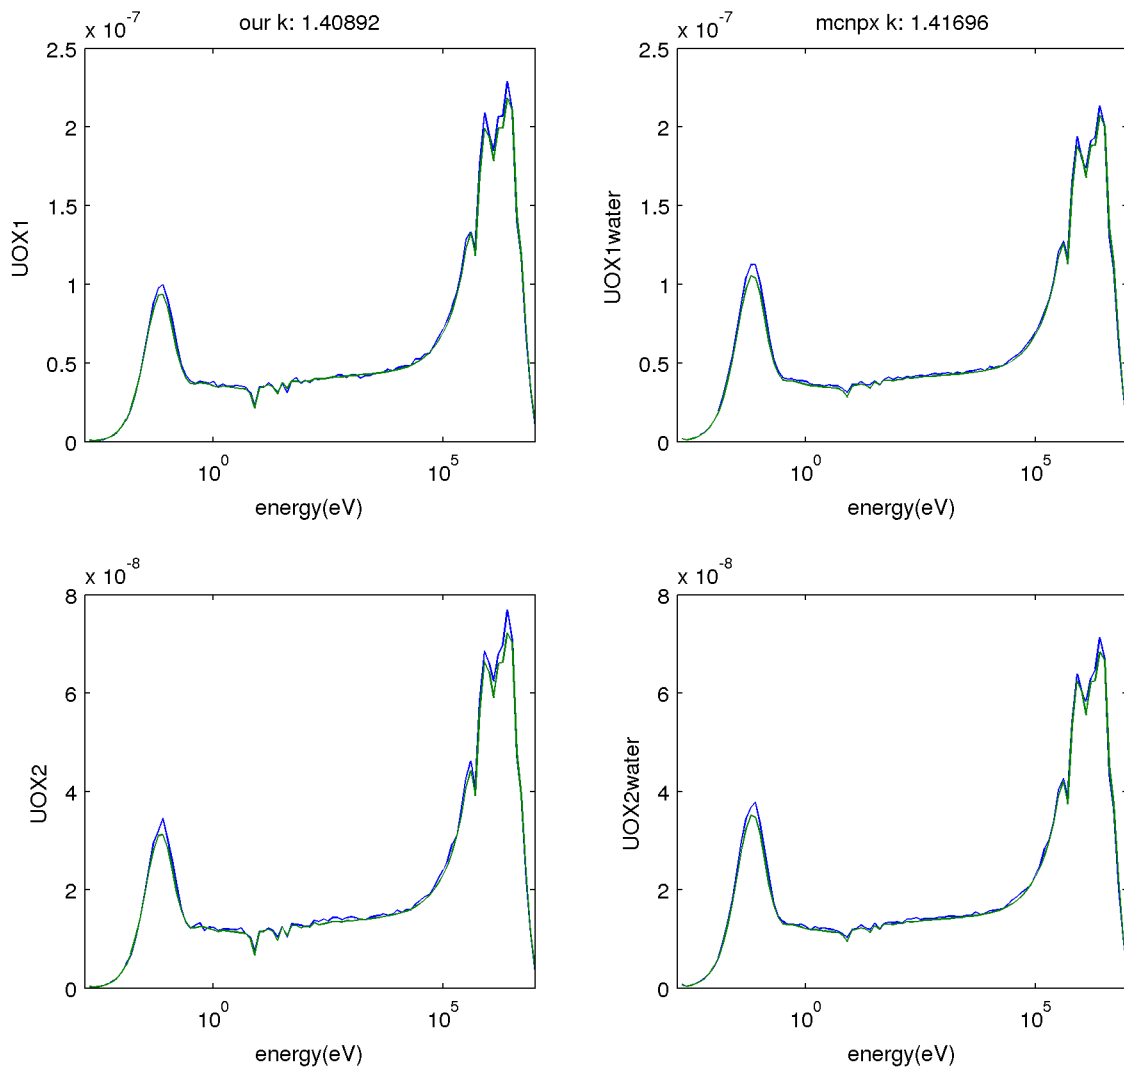 our k: 1.40892
x 10^-7
2.5
2
1.5
1
0.5
0
10^0
10^5
energy(eV)
UOX1
mcnpx k: 1.41696
x 10^-7
2.5
2
1.5
1
0.5
0
10^0
10^5
energy(eV)
UOX1water
x 10^-8
8
6
4
2
0
10^0
10^5
energy(eV)
UOX2
x 10^-8
8
6
4
2
0
10^0
10^5
energy(eV)
UOX2water